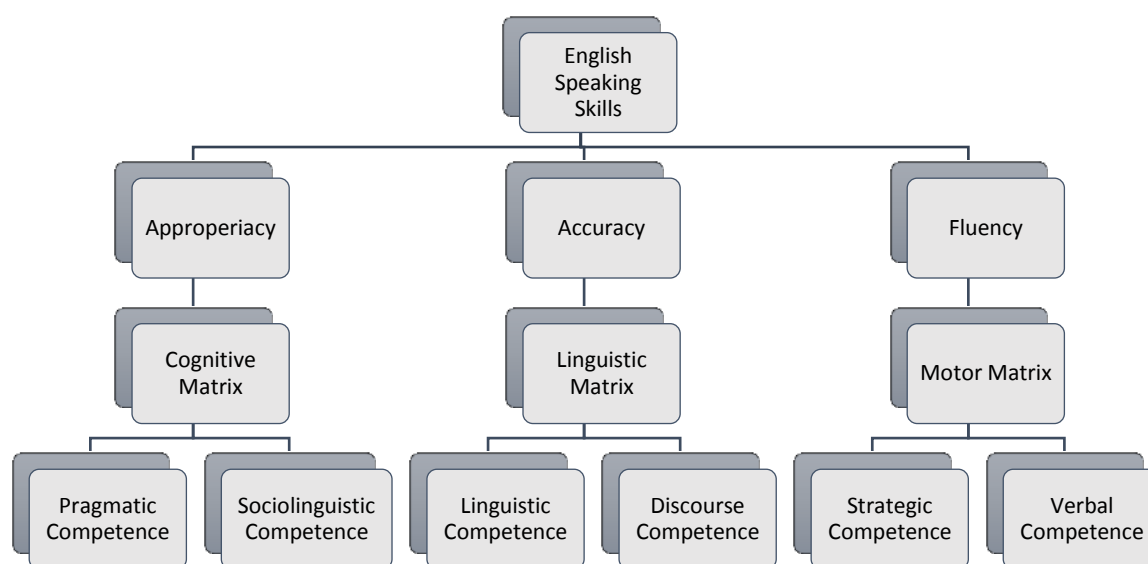 English
Speaking
Skills
Approperiacy
Accuracy
Fluency
Cognitive
Matrix
Linguistic
Matrix
Motor Matrix
Pragmatic
Competence
Sociolinguistic
Competence
Linguistic
Competence
Discourse
Competence
Strategic
Competence
Verbal
Competence